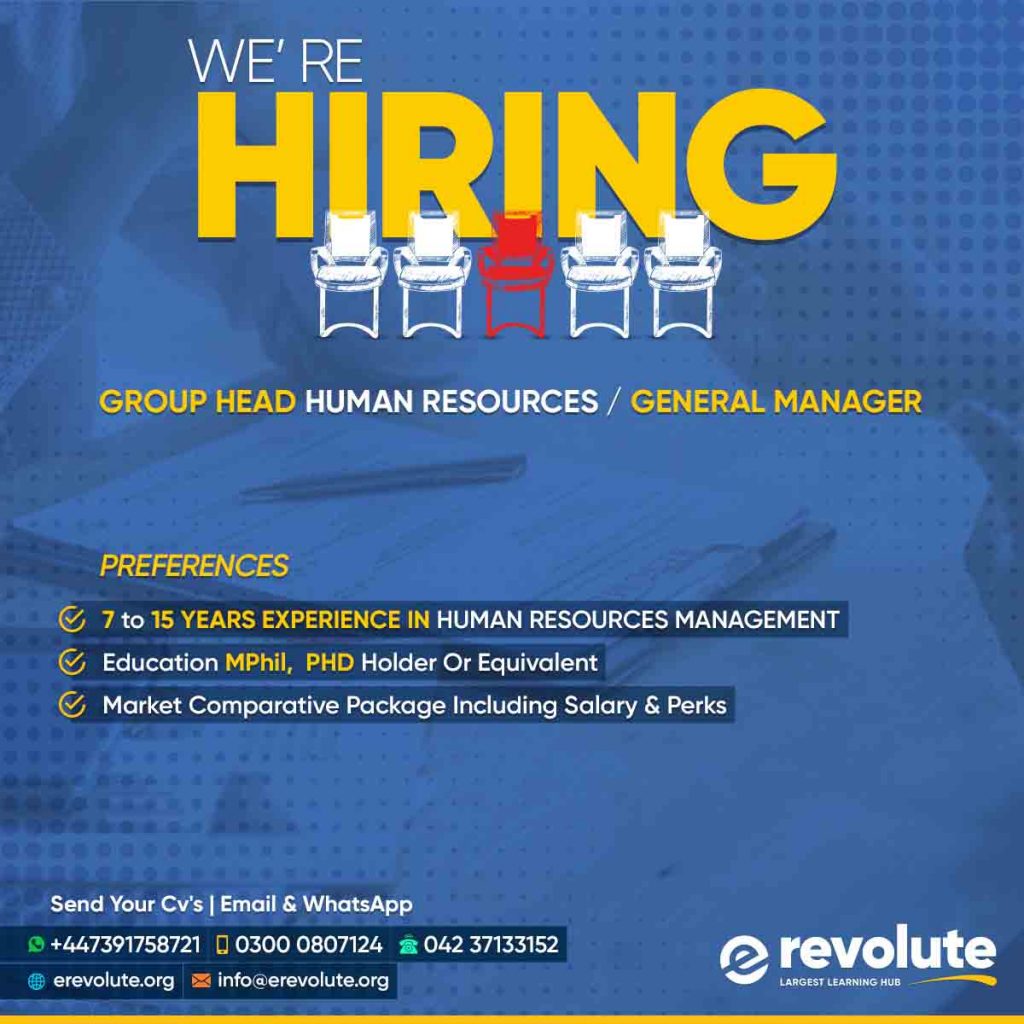 WE' RE
HIRING
GROUP HEAD HUMAN RESOURCES / GENERAL MANAGER
PREFERENCES
7 to 15 YEARS EXPERIENCE IN HUMAN RESOURCES MANAGEMENT
Education MPhil, PHD Holder Or Equivalent
Market Comparative Package Including Salary & Perks
Send Your Cv's | Email & WhatsApp
+447391758721 0300 0807124 042 37133152
erevolute.org info@erevolute.org
e revolute
LARGEST LEARNING HUB